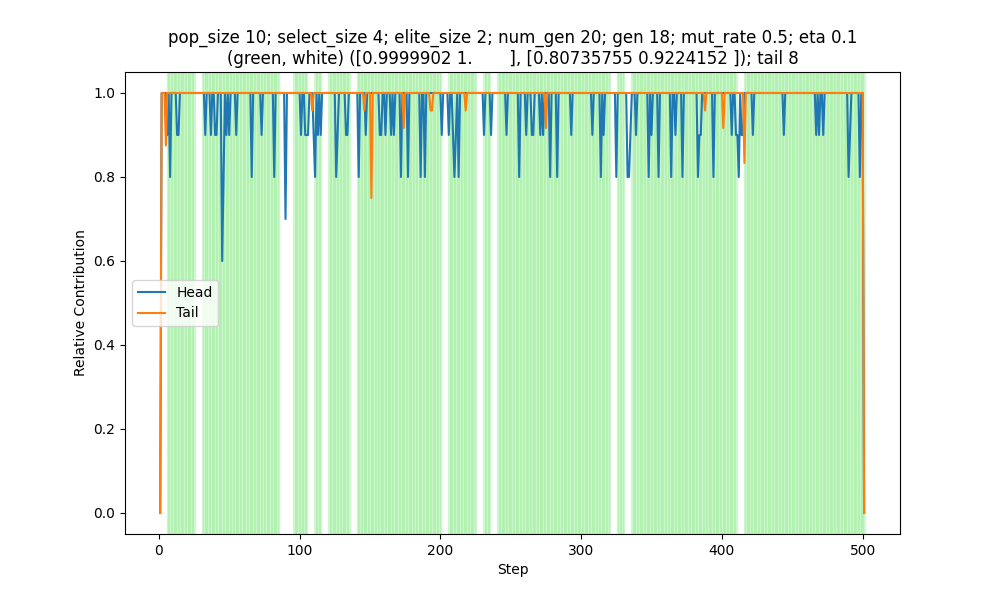 pop_size 10; select_size 4; elite_size 2; num_gen 20; gen 18; mut_rate 0.5; eta 0.1
(green, white) ([0.9999902 1.       ], [0.80735755 0.9224152 ]); tail 8
1.0
0.8
0.6
0.4
0.2
0.0
Relative Contribution
Head
Tail
0
100
200
300
400
500
Step